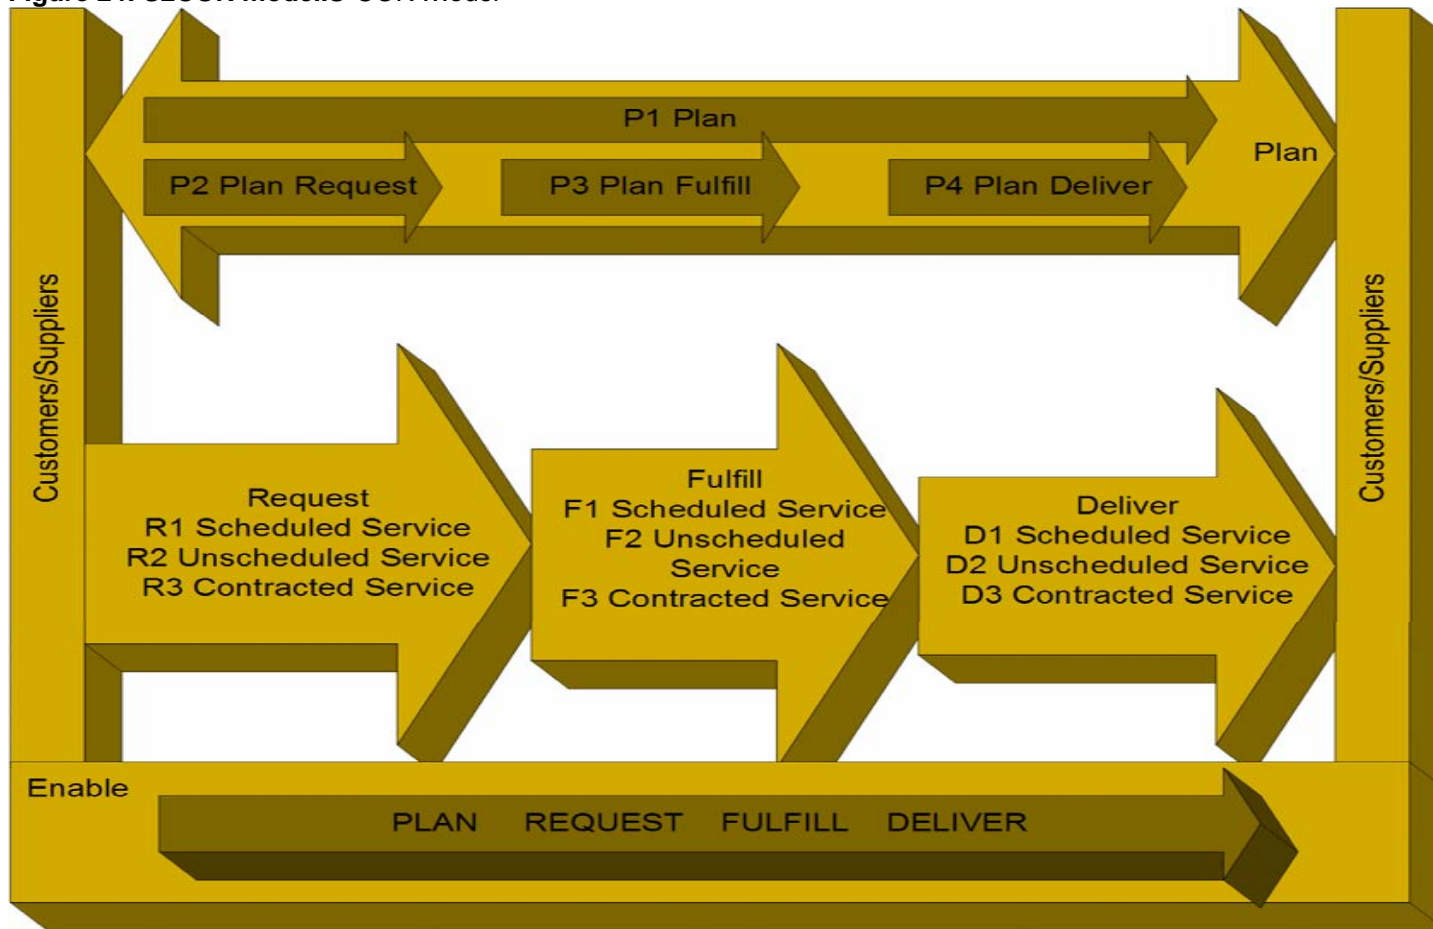 P1 Plan
Plan
P2 Plan Request
P3 Plan Fulfill
P4 Plan Deliver
Customers/Suppliers
Customers/Suppliers
Request
R1 Scheduled Service
R2 Unscheduled Service
R3 Contracted Service
Fulfill
F1 Scheduled Service
F2 Unscheduled
Service
F3 Contracted Service
Deliver
D1 Scheduled Service
D2 Unscheduled Service
D3 Contracted Service
Enable
PLAN REQUEST FULFILL DELIVER